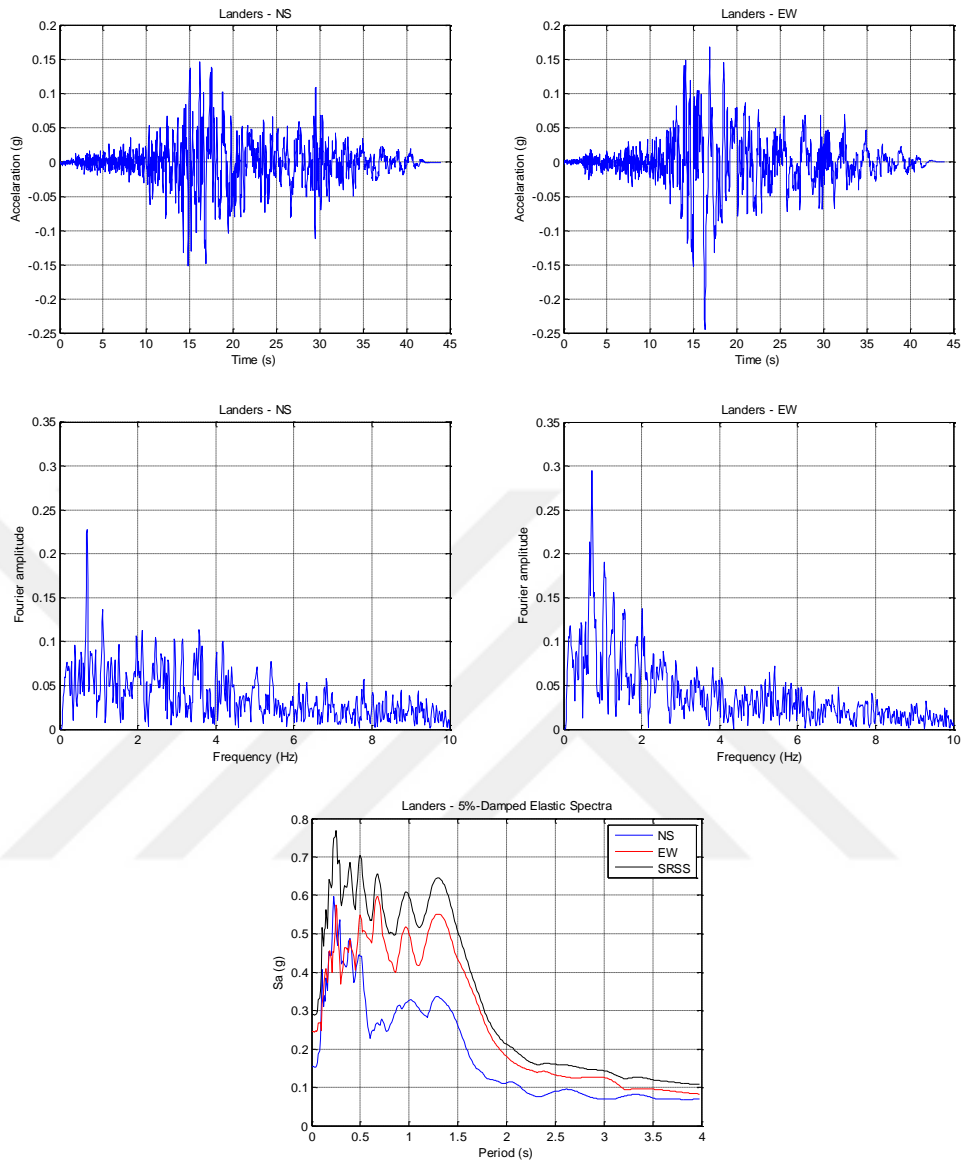 Landers - NS
0.2
0.15
0.1
0.05
0
-0.05
-0.1
-0.15
-0.2
-0.25
Accelaration (g)
0 5 10 15 20 25 30 35 40 45
Time (s)
Landers - EW
0.2
0.15
0.1
0.05
0
-0.05
-0.1
-0.15
-0.2
-0.25
Accelaration (g)
0 5 10 15 20 25 30 35 40 45
Time (s)
Landers - NS
0.35
0.3
0.25
0.2
0.15
0.1
0.05
0
Fourier amplitude
0 2 4 6 8 10
Frequency (Hz)
Landers - EW
0.35
0.3
0.25
0.2
0.15
0.1
0.05
0
Fourier amplitude
0 2 4 6 8 10
Frequency (Hz)
Landers - 5%-Damped Elastic Spectra
0.8
0.7
0.6
0.5
0.4
0.3
0.2
0.1
0
Sa (g)
NS
EW
SRSS
0 0.5 1 1.5 2 2.5 3 3.5 4
Period (s)